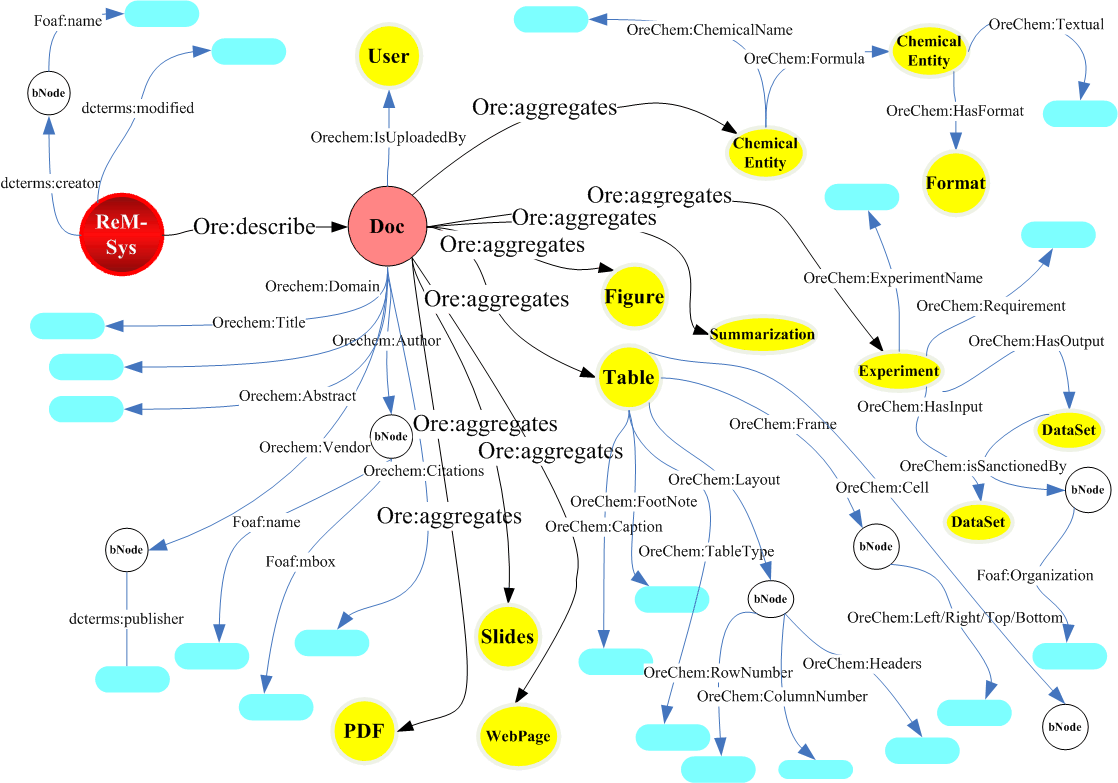 Foaf:name
bNode
dcterms:modified
dcterms:creator
ReM-
Sys
Ore:describe
Doc
User
Orechem:IsUploadedBy
Ore:aggregates
OreChem:ChemicalName
OreChem:Formula
Chemical
Entity
OreChem:Textual
Chemical
Entity
OreChem:HasFormat
Format
Ore:aggregates
Ore:aggregates
Ore:aggregates
Ore:aggregates
Figure
Summarization
Table
OreChem:ExperimentName
OreChem:Requirement
OreChem:HasOutput
Experiment
OreChem:HasInput
DataSet
OreChem:isSanctionedBy
bNode
DataSet
Foaf:Organization
Orechem:Domain
Orechem:Title
Orechem:Author
Orechem:Abstract
bNode
Orechem:Vendor
Orechem:Citations
Foaf:name
Foaf:mbox
bNode
dcterms:publisher
Ore:aggregates
Ore:aggregates
Ore:aggregates
Slides
PDF
WebPage
OreChem:Frame
OreChem:Cell
OreChem:Layout
OreChem:FootNote
OreChem:Caption
OreChem:TableType
bNode
bNode
OreChem:Left/Right/Top/Bottom
OreChem:RowNumber
OreChem:ColumnNumber
OreChem:Headers
bNode